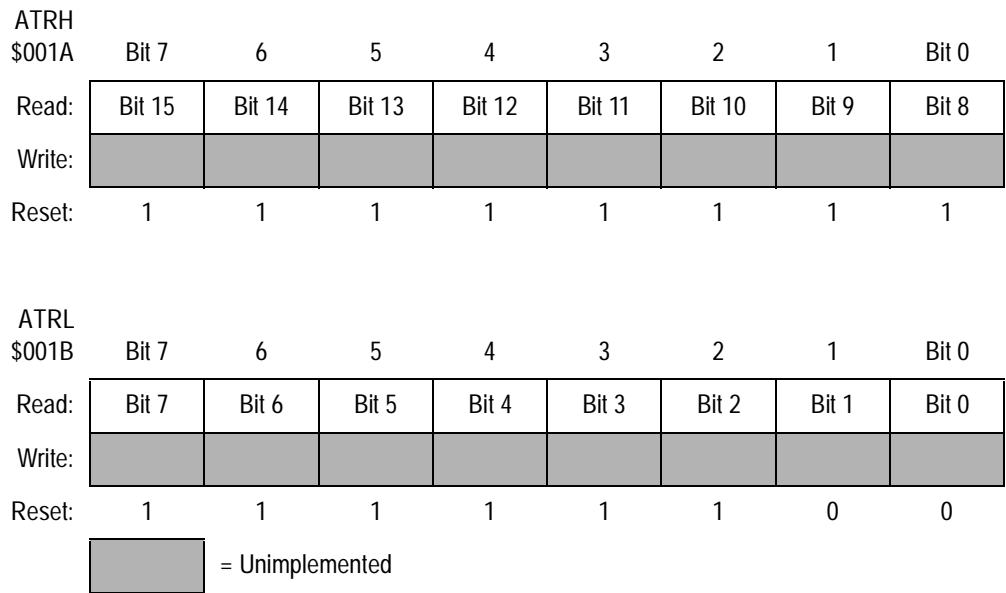 ATRH
$001A Bit 7 6 5 4 3 2 1 Bit 0
Read: Bit 15 Bit 14 Bit 13 Bit 12 Bit 11 Bit 10 Bit 9 Bit 8
Write:
Reset: 1 1 1 1 1 1 1 1
ATRL
$001B Bit 7 6 5 4 3 2 1 Bit 0
Read: Bit 7 Bit 6 Bit 5 Bit 4 Bit 3 Bit 2 Bit 1 Bit 0
Write:
Reset: 1 1 1 1 1 1 0 0
= Unimplemented